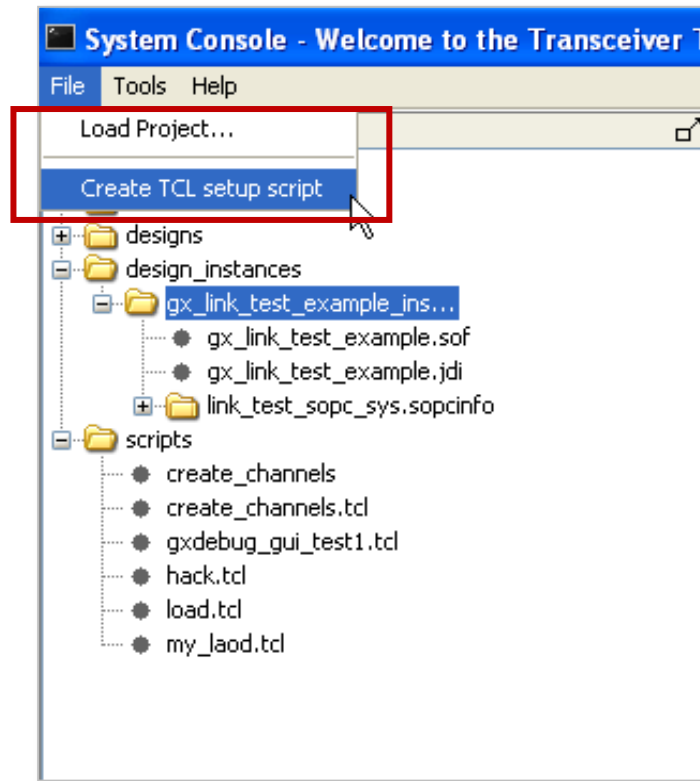 System Console - Welcome to the Transceiver
File Tools Help
Load Project...
Create TCL setup script
designs
design_instances
gx_link_test_example_ins...
gx_link_test_example.sof
gx_link_test_example.jdi
link_test_sopc_sys.sopcinfo
scripts
create_channels
create_channels.tcl
gxdebug_gui_test1.tcl
hack.tcl
load.tcl
my_laod.tcl